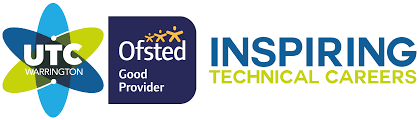 UTC
WARRINGTON
Ofsted
Good
Provider
INSPIRING
TECHNICAL CAREERS